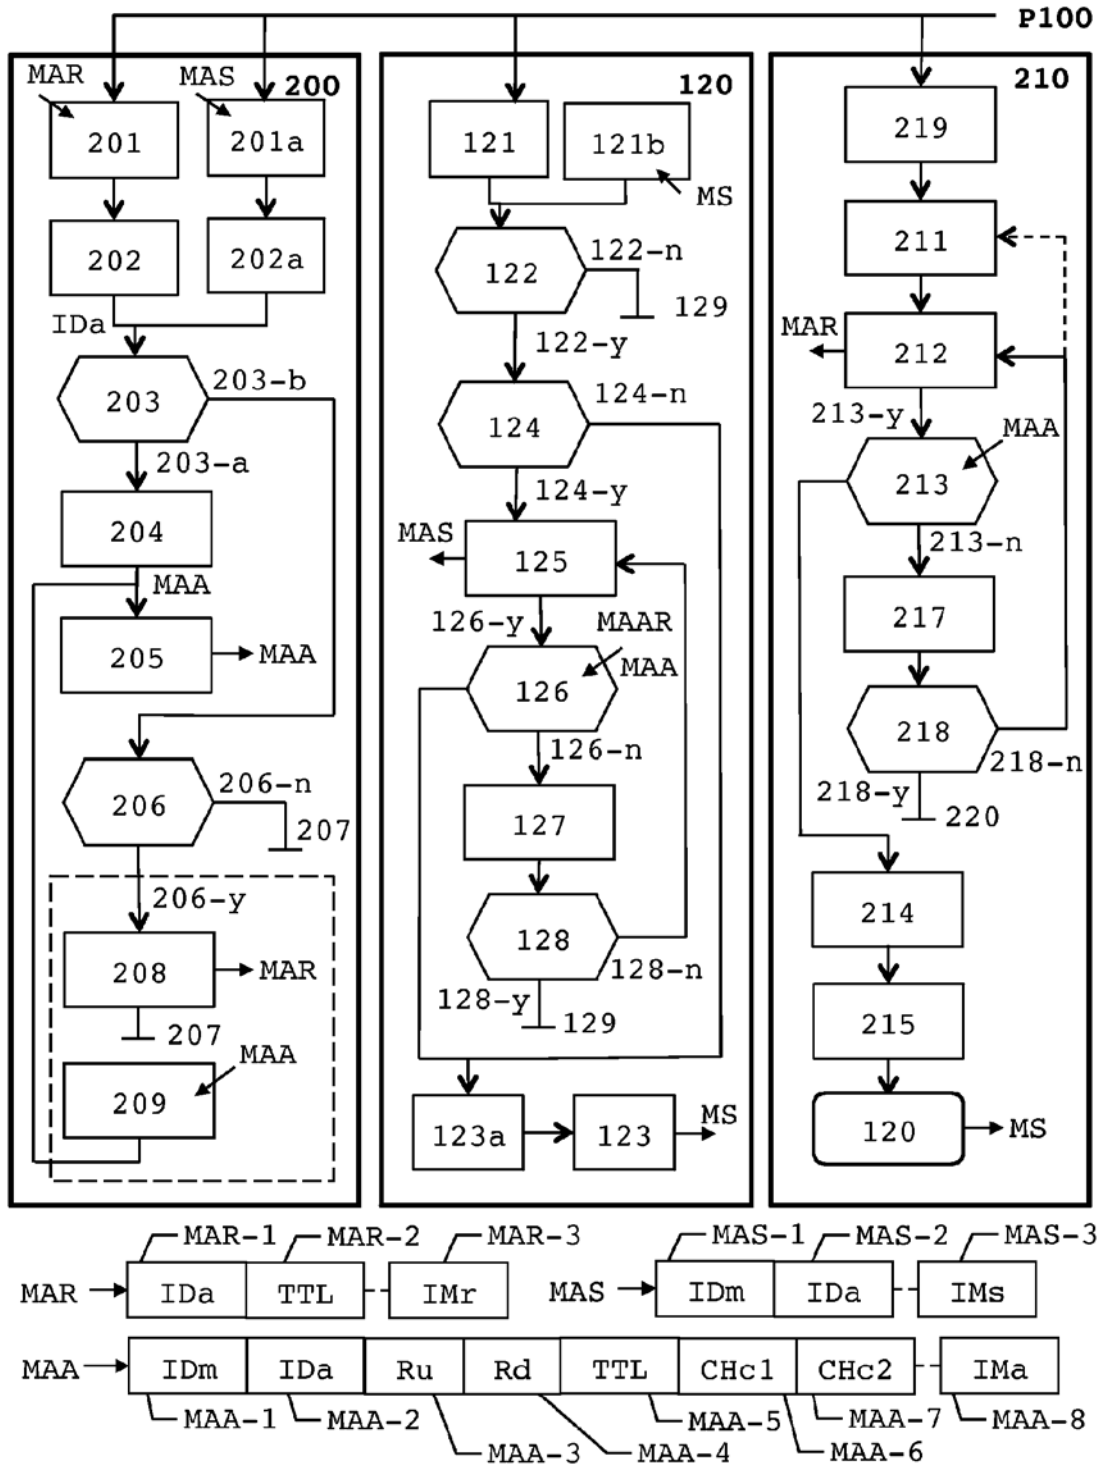 P100
200
MAR
MAS
201
201a
202
202a
IDa
203
203-b
203-a
204
MAA
205
MAA
206
206-n
207
206-y
208
MAR
207
MAA
209
120
121
121b
MS
122
122-n
129
122-y
124
124-n
124-y
MAS
125
126-y
MAAR
MAA
126
126-n
127
128
128-n
128-y
129
123a
123
MS
210
219
211
MAR
212
213-y
MAA
213
213-n
217
218
218-n
218-y
220
214
215
120
MS
MAR-1
MAR-2
MAR-3
MAR
IDa
TTL
IMr
MAS-1
MAS-2
MAS-3
MAS
IDm
IDa
IMs
MAA
IDm
IDa
Ru
Rd
TTL
CHc1
CHc2
IMa
MAA-1
MAA-2
MAA-3
MAA-4
MAA-5
MAA-6
MAA-7
MAA-8